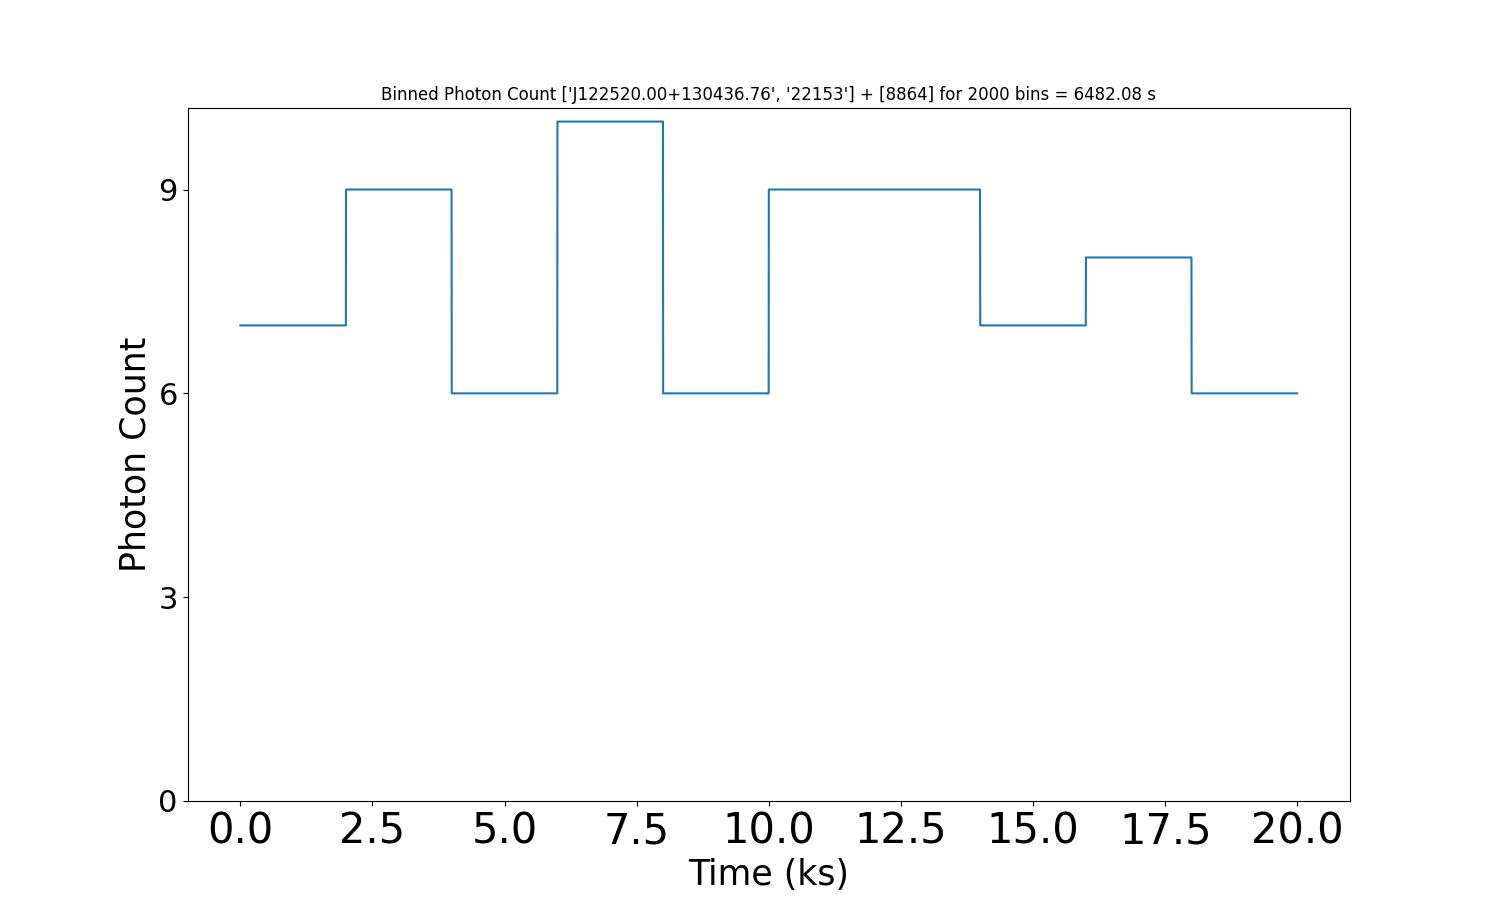 Binned Photon Count ['J122520.00+130436.76', '22153'] + [8864] for 2000 bins = 6482.08 s
9
6
3
0
Photon Count
0.0 2.5 5.0 7.5 10.0 12.5 15.0 17.5 20.0
Time (ks)